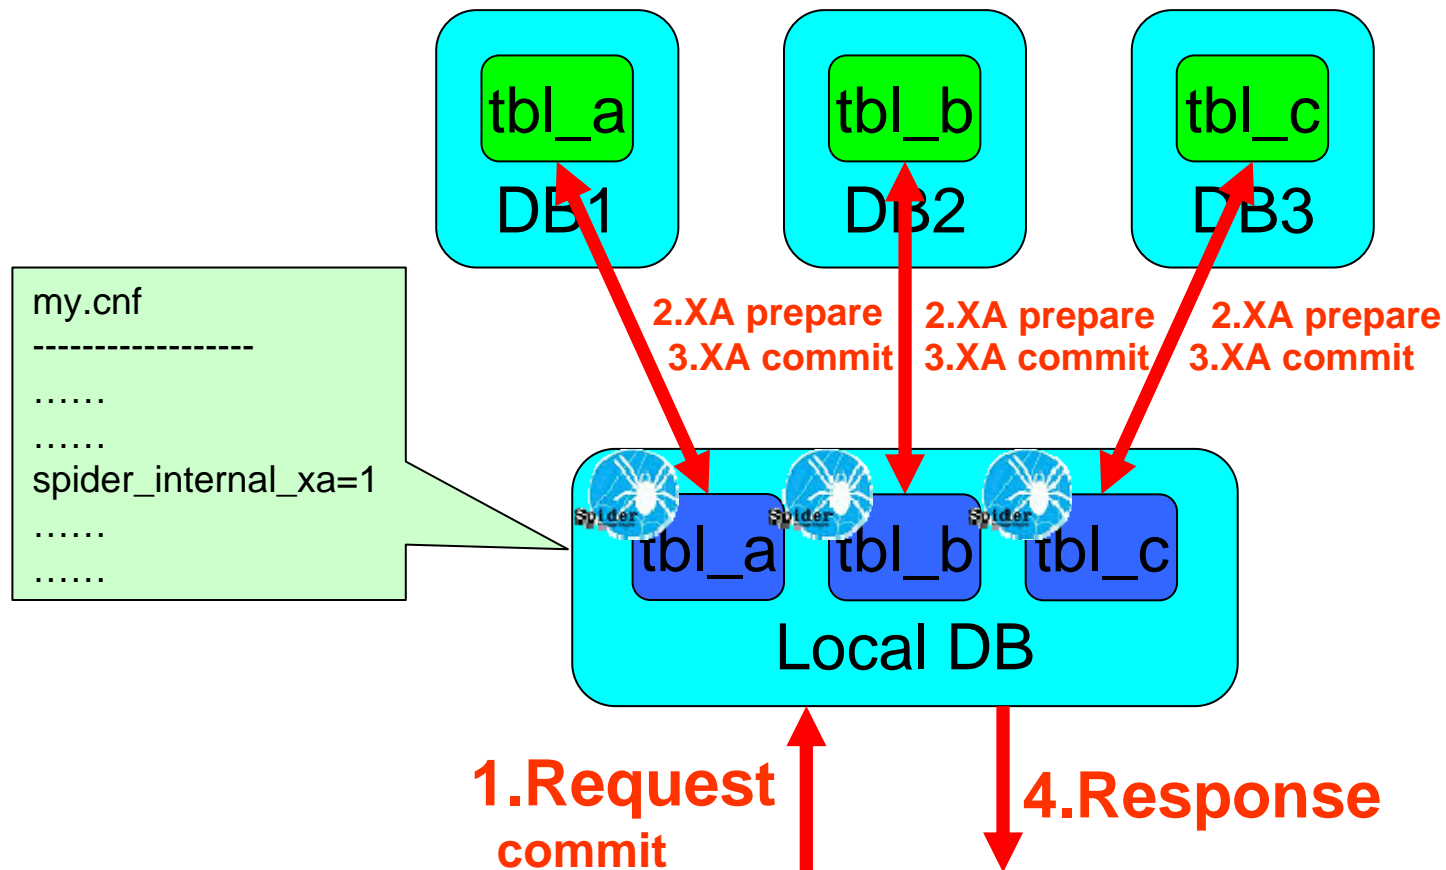 tbl_a
tbl_b
tbl_c
DB1
DB2
DB3
my.cnf
------------------
……
……
spider_internal_xa=1
……
……
2.XA prepare
3.XA commit
2.XA prepare
3.XA commit
2.XA prepare
3.XA commit
Spider
Spider
Spider
tbl_a
tbl_b
tbl_c
Local DB
1.Request
commit
4.Response